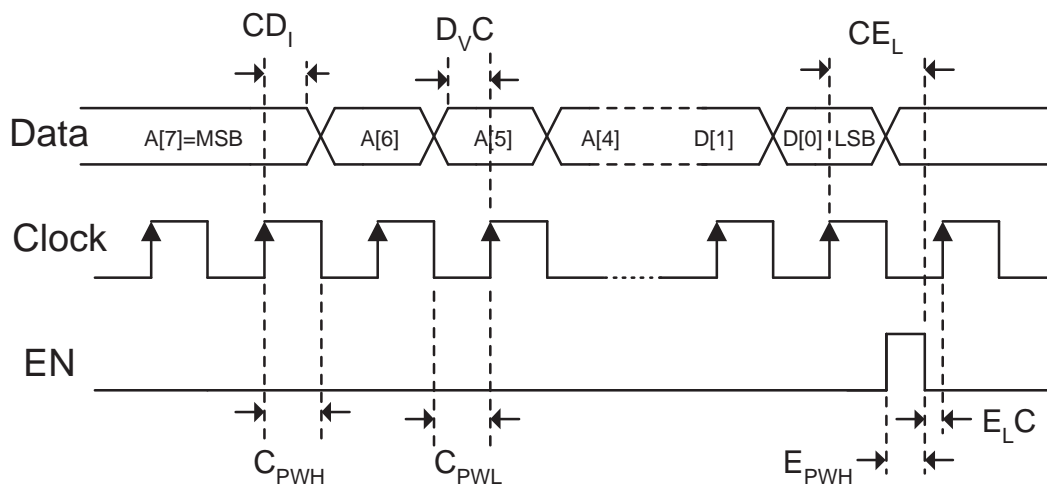 CD_I D_VC CE_L
Data A[7]=MSB A[6] A[5] A[4] D[1] D[0] LSB
Clock
EN
E_LC
C_PWH C_PWL E_PWH